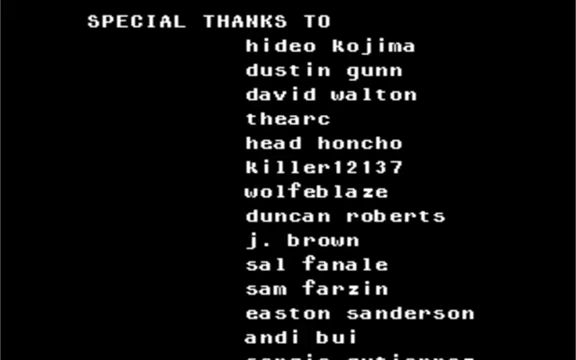 SPECIAL THANKS TO
hideo kojima
dustin gunn
david walton
thearc
head honcho
killer12137
wolfeblaze
duncan roberts
j. brown
sal fanale
sam farzin
easton sanderson
andi bui